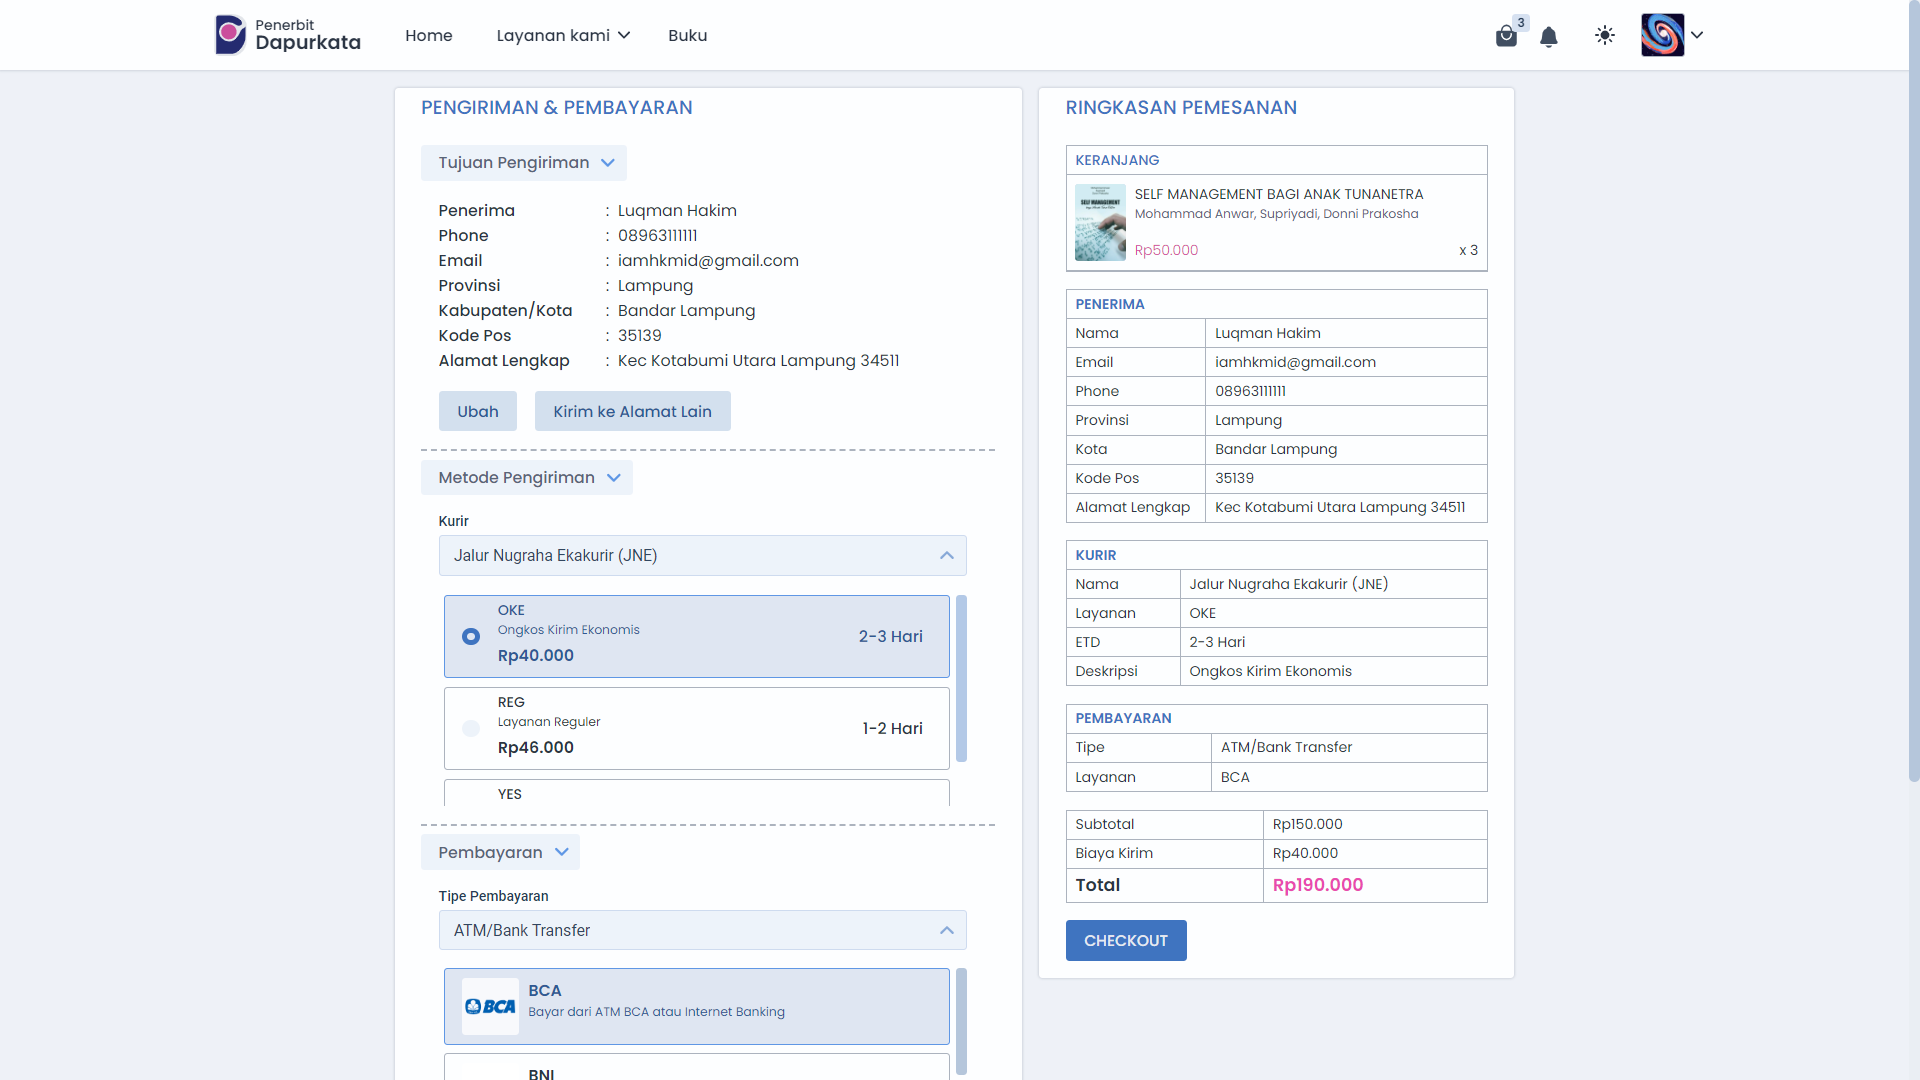 Penerbit
Dapurkata
Home
Layanan kami
Buku
3
PENGIRIMAN & PEMBAYARAN
Tujuan Pengiriman
Penerima : Luqman Hakim
Phone : 08963111111
Email : iamhkmid@gmail.com
Provinsi : Lampung
Kabupaten/Kota : Bandar Lampung
Kode Pos : 35139
Alamat Lengkap : Kec Kotabumi Utara Lampung 34511
Ubah
Kirim ke Alamat Lain
Metode Pengiriman
Kurir
Jalur Nugraha Ekakurir (JNE)
OKE
Ongkos Kirim Ekonomis
Rp40.000
2-3 Hari
REG
Layanan Reguler
Rp46.000
1-2 Hari
YES
Pembayaran
Tipe Pembayaran
ATM/Bank Transfer
BCA
BCA
Bayar dari ATM BCA atau Internet Banking
BNI
RINGKASAN PEMESANAN
KERANJANG
SELF MANAGEMENT
SELF MANAGEMENT BAGI ANAK TUNANETRA
Mohammad Anwar, Supriyadi, Donni Prakosha
Rp50.000
x 3
PENERIMA
Nama Luqman Hakim
Email iamhkmid@gmail.com
Phone 08963111111
Provinsi Lampung
Kota Bandar Lampung
Kode Pos 35139
Alamat Lengkap Kec Kotabumi Utara Lampung 34511
KURIR
Nama Jalur Nugraha Ekakurir (JNE)
Layanan OKE
ETD 2-3 Hari
Deskripsi Ongkos Kirim Ekonomis
PEMBAYARAN
Tipe ATM/Bank Transfer
Layanan BCA
Subtotal Rp150.000
Biaya Kirim Rp40.000
Total Rp190.000
CHECKOUT